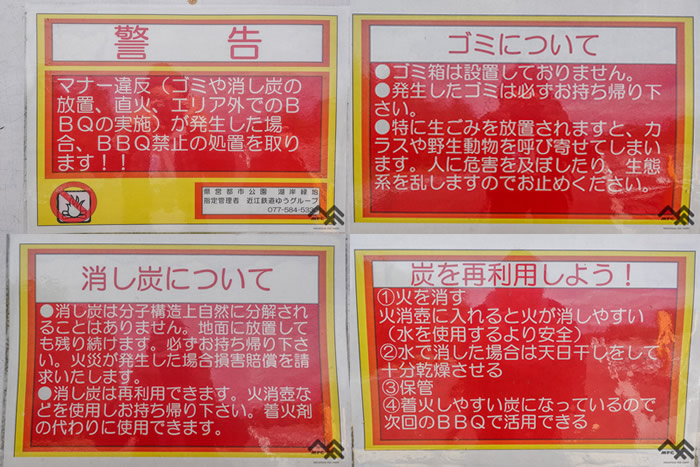 警 告
マナー違反（ゴミや消し炭の
放置、直火、エリア外でのB
BQの実施）が発生した場
合、BBQ禁止の処置を取り
ます！！
県営都市公園 湖岸緑地
指定管理者 近江鉄道ゆうグループ
ゴミについて
●ゴミ箱は設置しておりません。
●発生したゴミは必ずお持ち帰り下
さい。
●特に生ごみを放置されますと、カ
ラスや野生動物を呼び寄せてしまい
ます。人に危害を及ぼしたり、生態
系を乱しますのでお止めください。
消し炭について
●消し炭は分子構造上自然に分解され
ることはありません。地面に放置して
も残り続けます。必ずお持ち帰り下さ
い。火災が発生した場合損害賠償を請
求いたします。
●消し炭は再利用できます。火消壺な
どを使用しお持ち帰り下さい。着火剤
の代わりに使用できます。
炭を再利用しよう！
①火を消す
火消壺に入れると火が消しやすい
（水を使用するより安全）
②水で消した場合は天日干しをして
十分乾燥させる
③保管
④着火しやすい炭になっているので
次回のBBQで活用できる